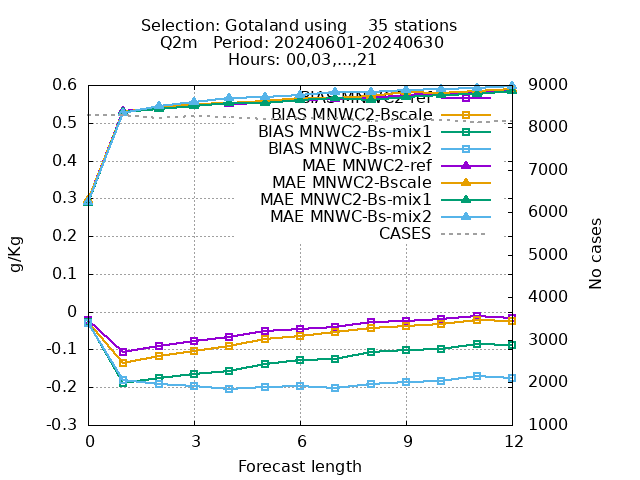 Selection: Gotaland using    35 stations
Q2m   Period: 20240601-20240630
Hours: 00,03,...,21
0.6
0.5
0.4
0.3
0.2
0.1
0
-0.1
-0.2
-0.3
g/Kg
BIAS MNWC2-ref
BIAS MNWC2-Bscale
BIAS MNWC2-Bs-mix1
BIAS MNWC-Bs-mix2
MAE MNWC2-ref
MAE MNWC2-Bscale
MAE MNWC2-Bs-mix1
MAE MNWC-Bs-mix2
CASES
9000
8000
7000
6000
5000
4000
3000
2000
1000
No cases
0 3 6 9 12
Forecast length